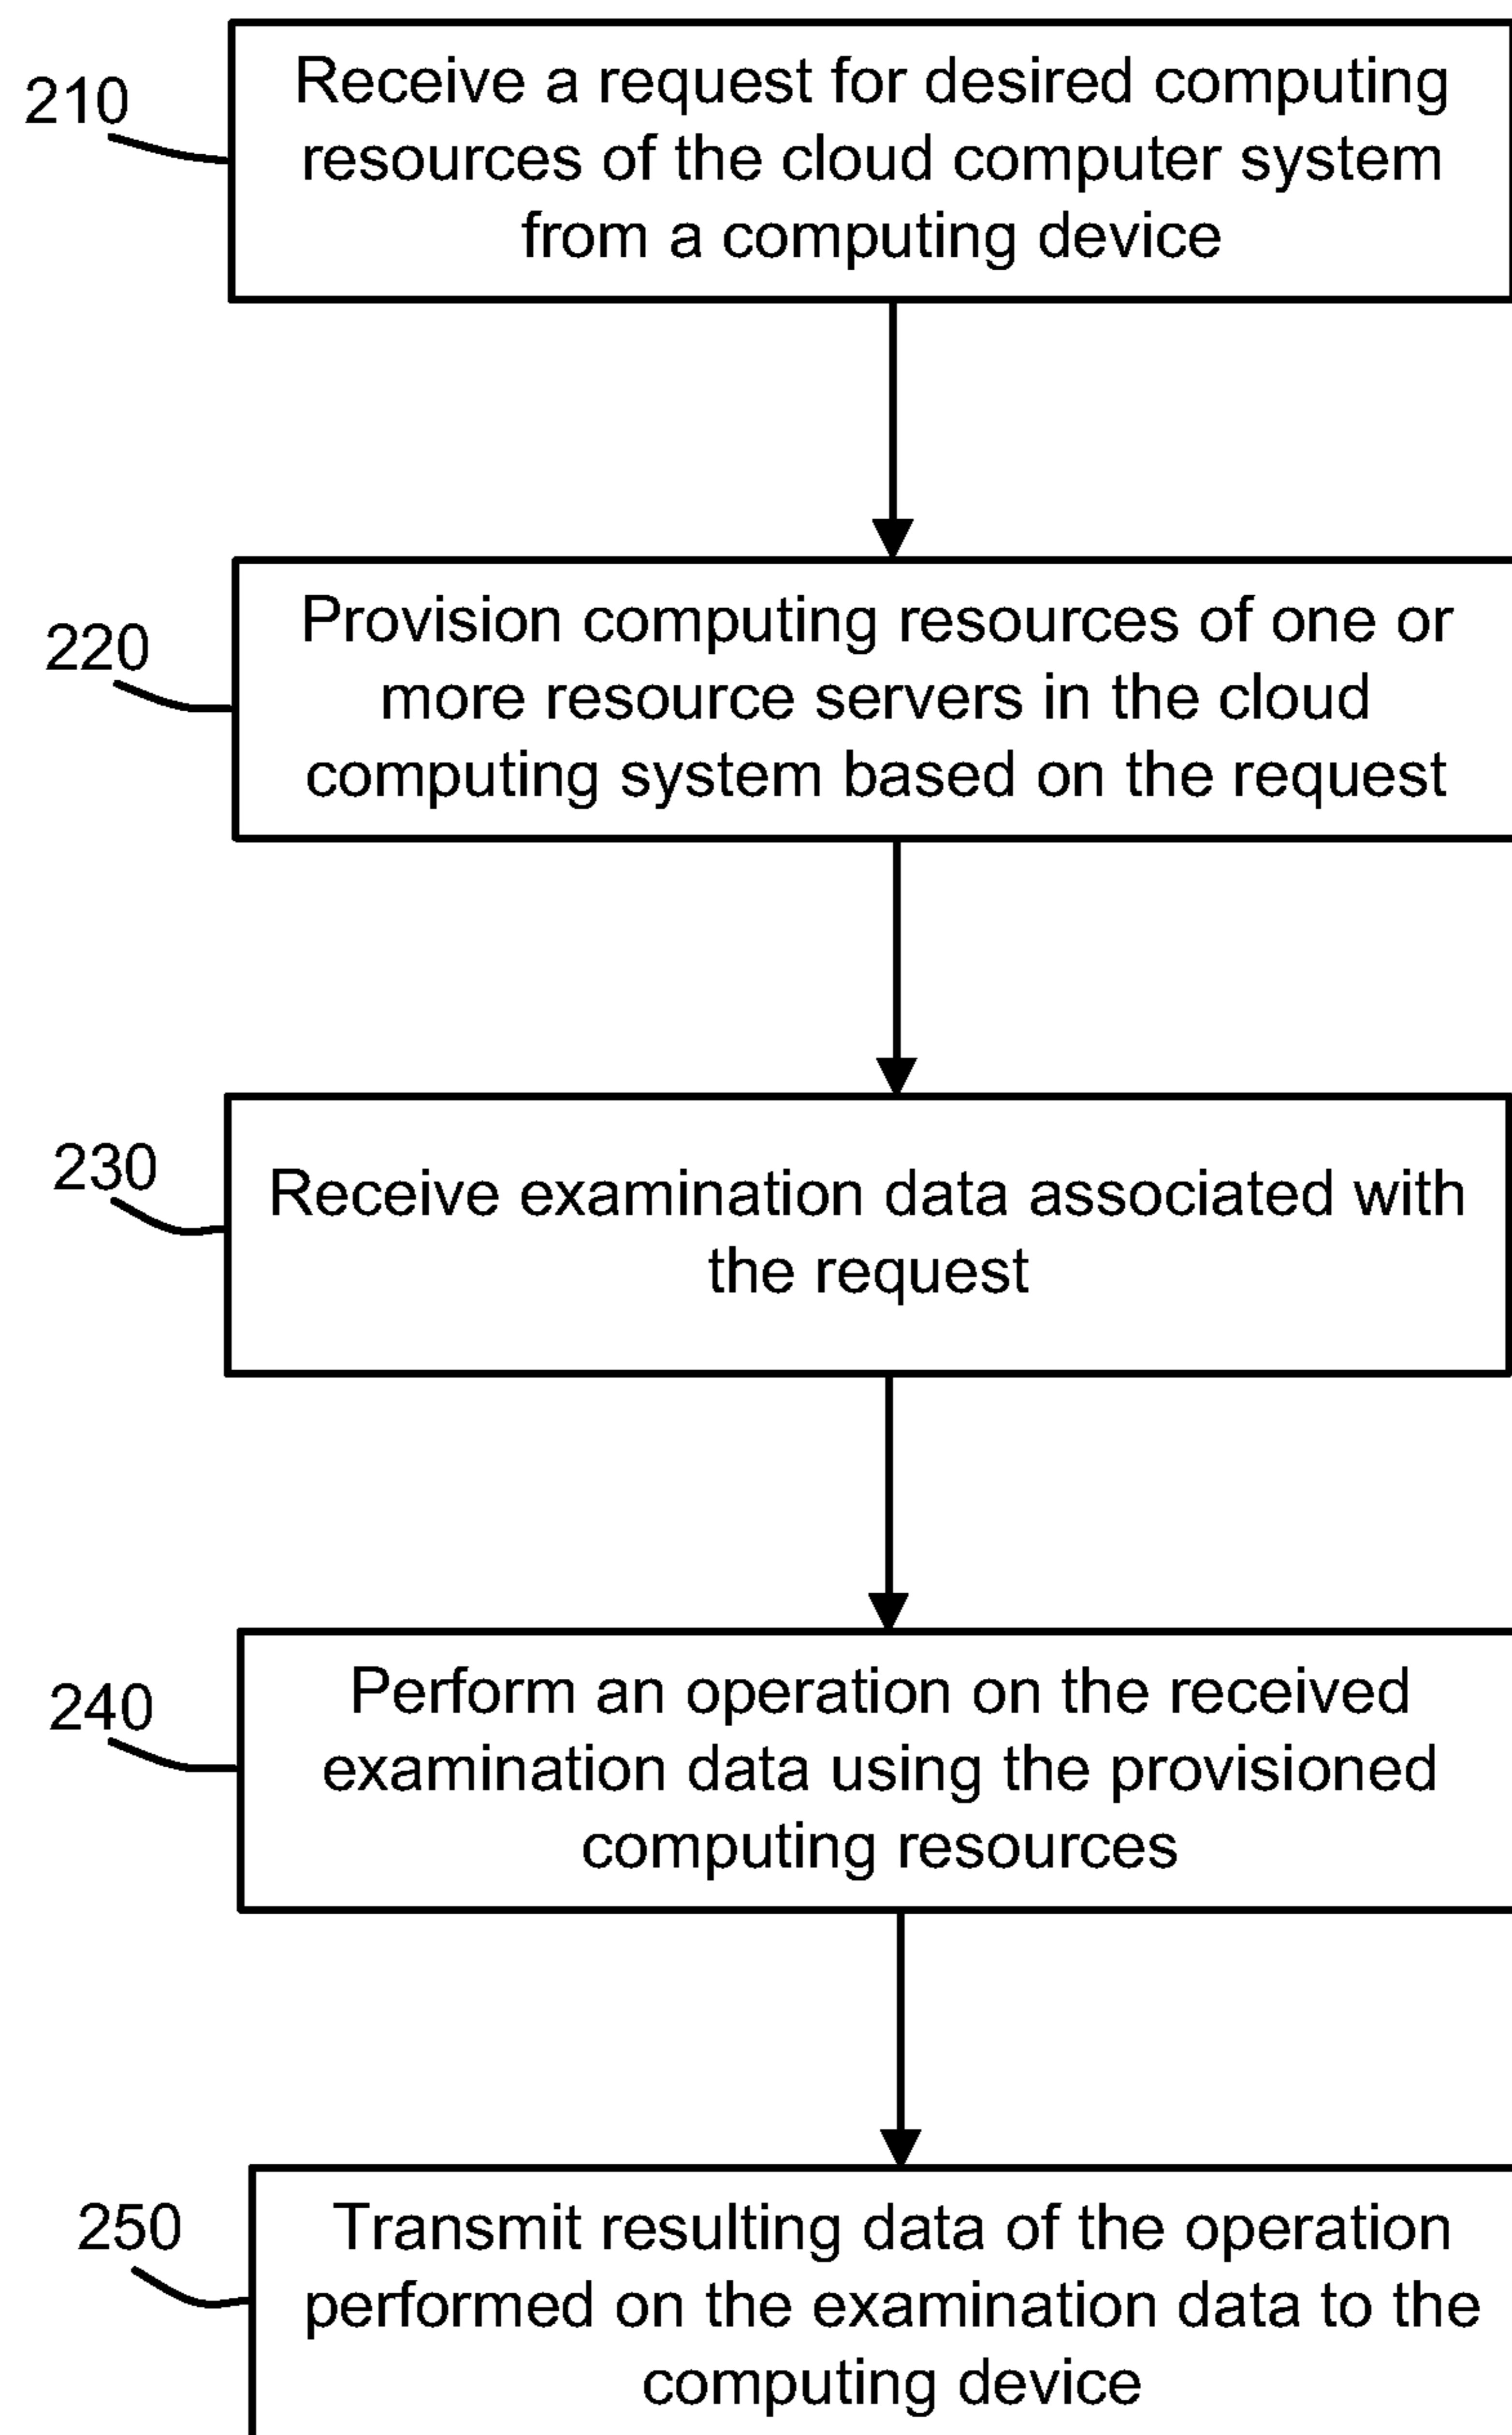 210
Receive a request for desired computing
resources of the cloud computer system
from a computing device
220
Provision computing resources of one or
more resource servers in the cloud
computing system based on the request
230
Receive examination data associated with
the request
240
Perform an operation on the received
examination data using the provisioned
computing resources
250
Transmit resulting data of the operation
performed on the examination data to the
computing device